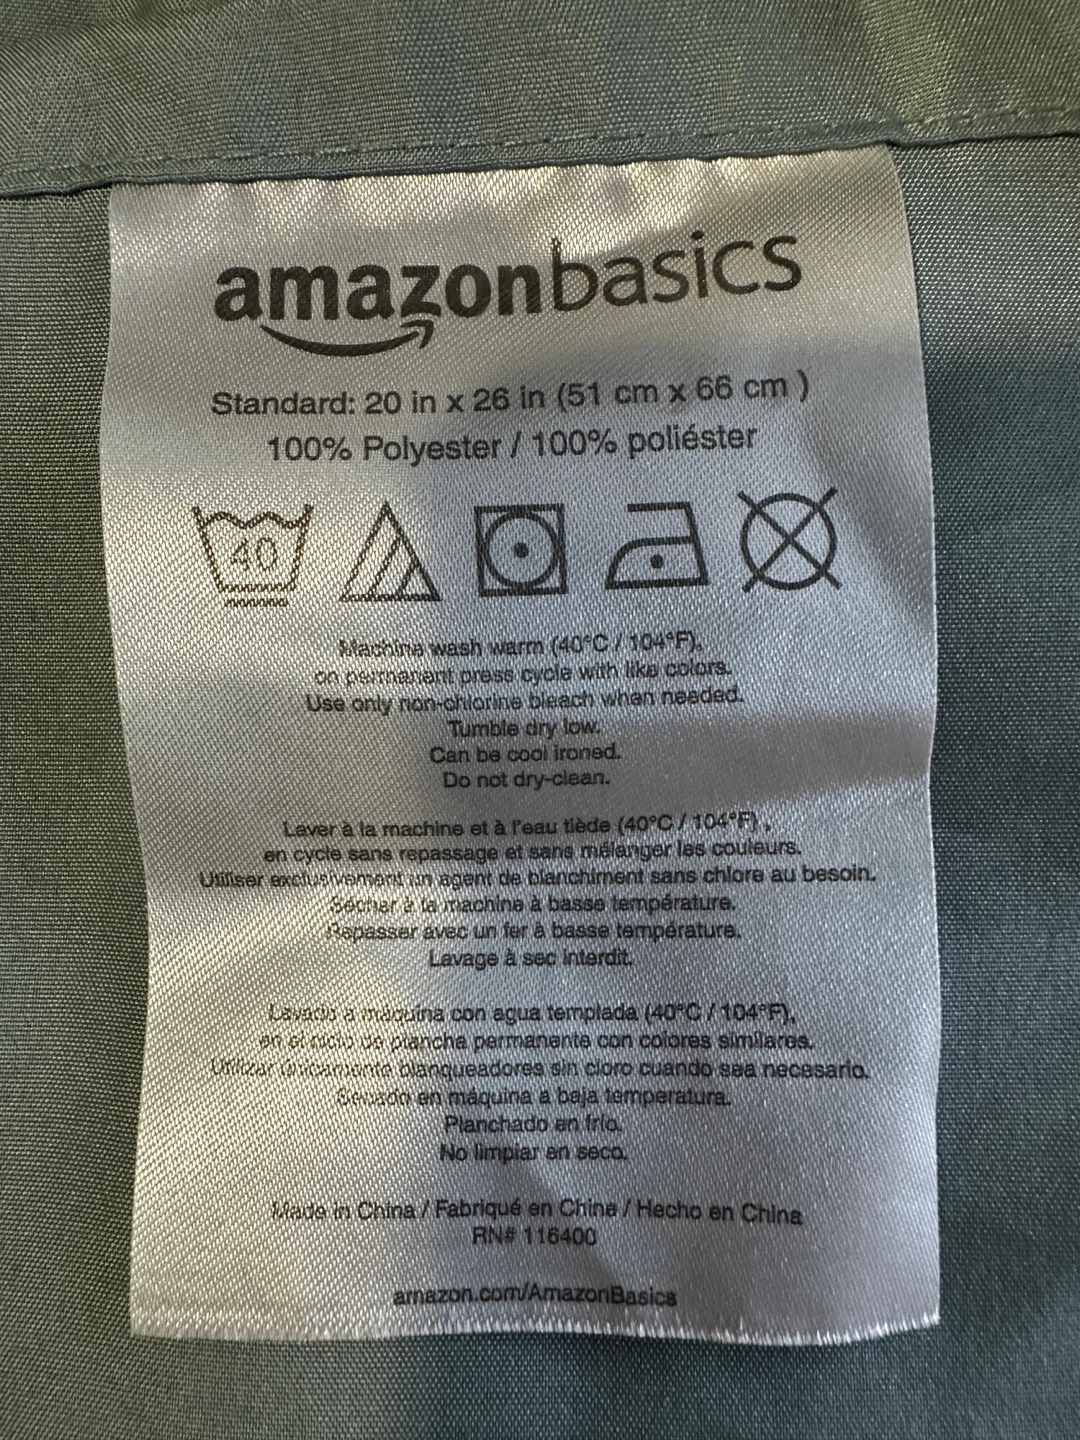 amazonbasics
Standard: 20 in x 26 in (51 cm x 66 cm )
100% Polyester / 100% poliéster
40
Machine wash warm (40°C / 104°F),
on permanent press cycle with like colors.
Use only non-chlorine bleach when needed.
Tumble dry low.
Can be cool ironed.
Do not dry-clean.
Laver à la machine et à l'eau tiède (40°C / 104°F) ,
en cycle sans repassage et sans mélanger les couleurs.
Utiliser exclusivement un agent de blanchiment sans chlore au besoin.
Sécher à la machine à basse température.
Repasser avec un fer à basse température.
Lavage à sec interdit.
Lavado a máquina con agua templada (40°C / 104°F),
en el ciclo de plancha permanente con colores similares.
Utilizar únicamente blanqueadores sin cloro cuando sea necesario.
Secado en máquina a baja temperatura.
Planchado en frío.
No limpiar en seco.
Made in China / Fabriqué en China / Hecho en China
RN# 116400
amazon.com/AmazonBasics